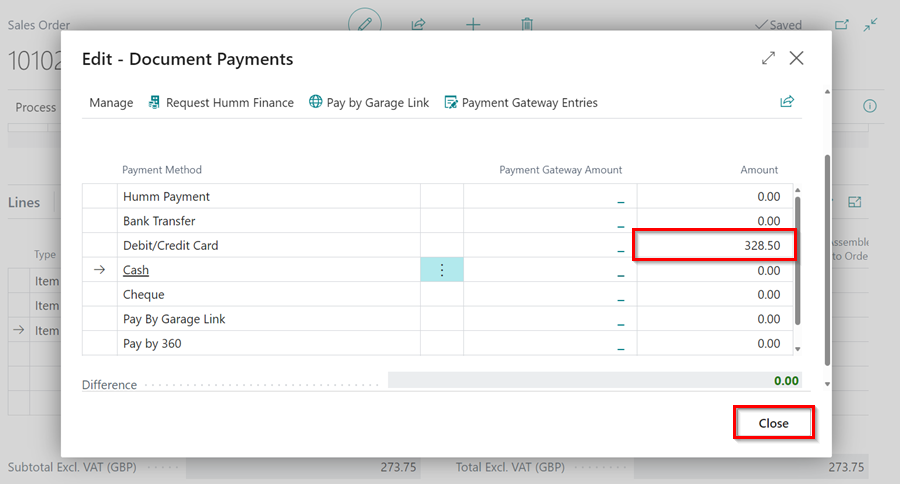 Sales Order
Saved
10102
Edit - Document Payments
Process
Manage Request Humm Finance Pay by Garage Link Payment Gateway Entries
Payment Method Payment Gateway Amount Amount
Humm Payment _ 0.00
Lines
Bank Transfer _ 0.00
Debit/Credit Card _ 328.50
Type
Assemble
to Order
Cash _ 0.00
Item
Cheque _ 0.00
Item
Pay By Garage Link _ 0.00
Item
Pay by 360 _ 0.00
Difference 0.00
Close
Subtotal Excl. VAT (GBP) 273.75 Total Excl. VAT (GBP) 273.75